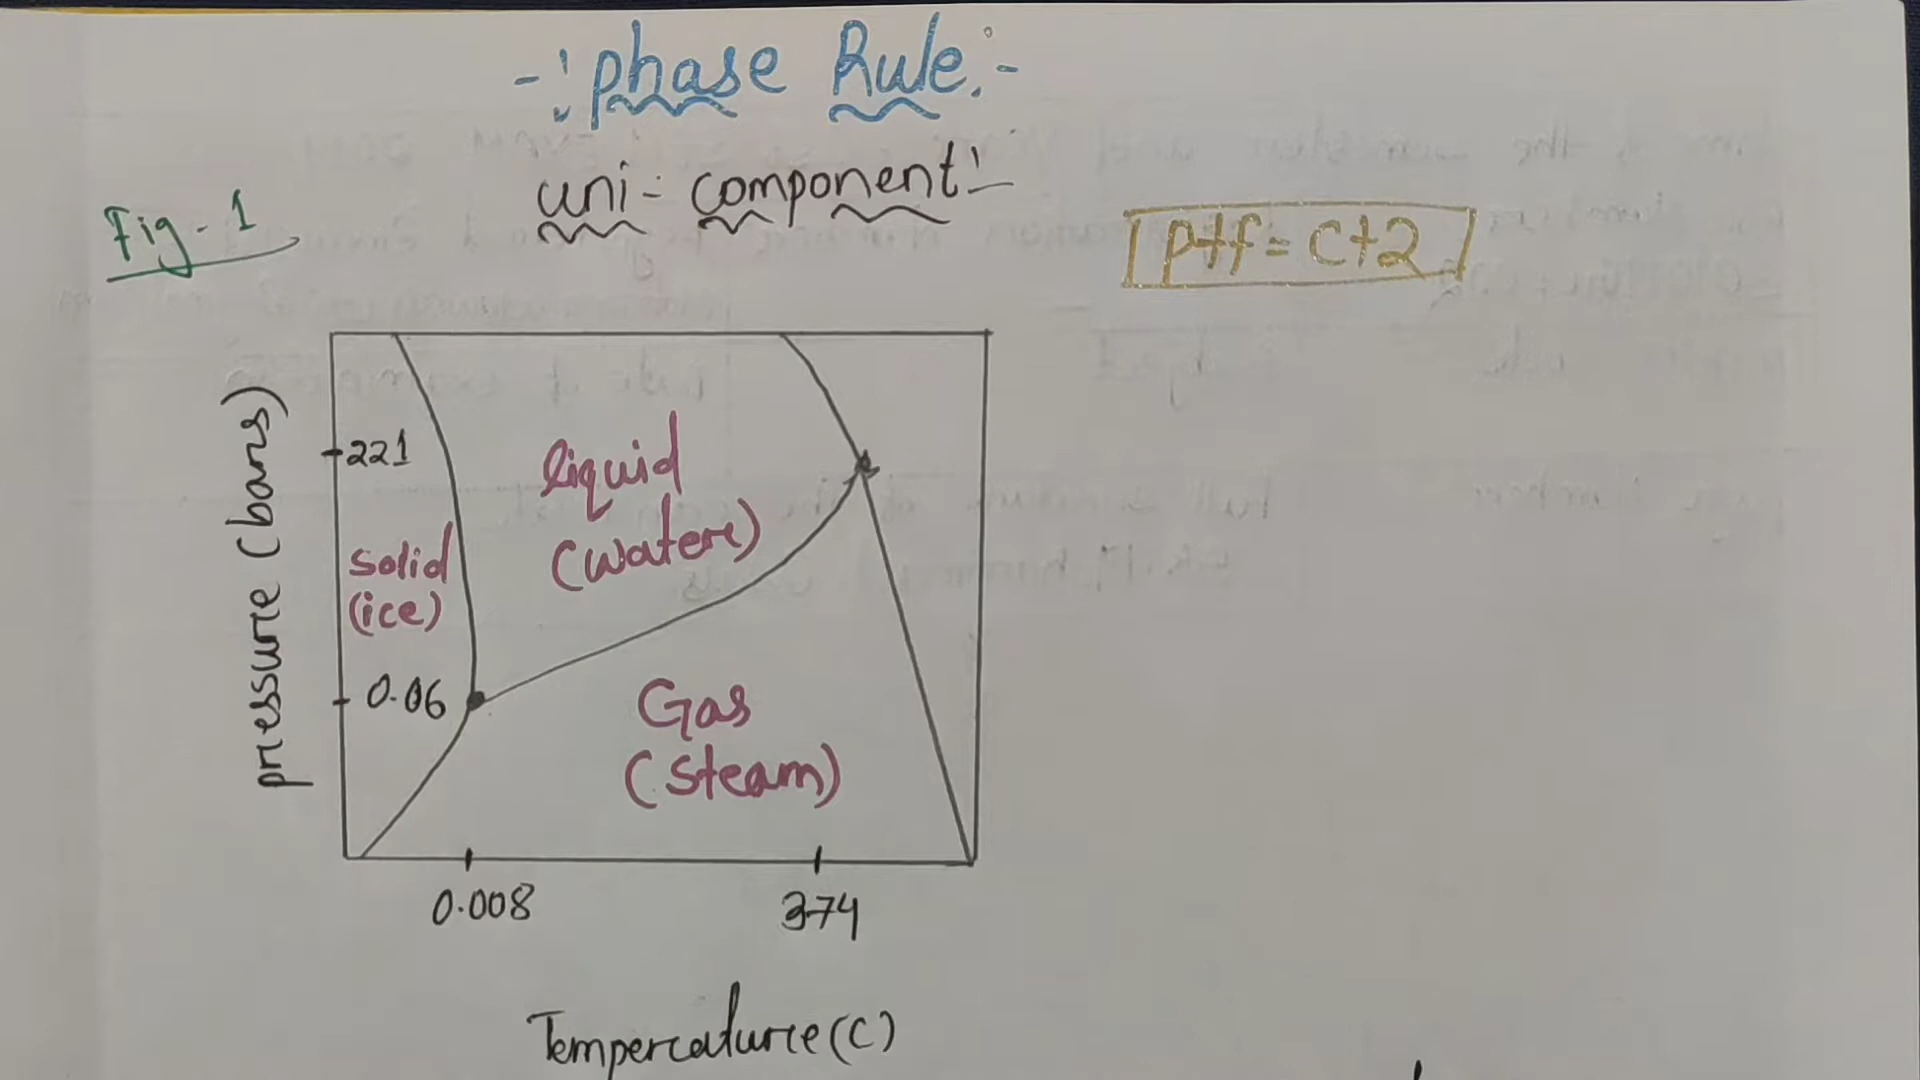 -: phase Rule:-
uni-component:-
Fig-1
p+f = c+2
pressure (bars)
221
liquid
(water)
solid
(ice)
0.06
Gas
(steam)
0.008
374
Temperature (C)